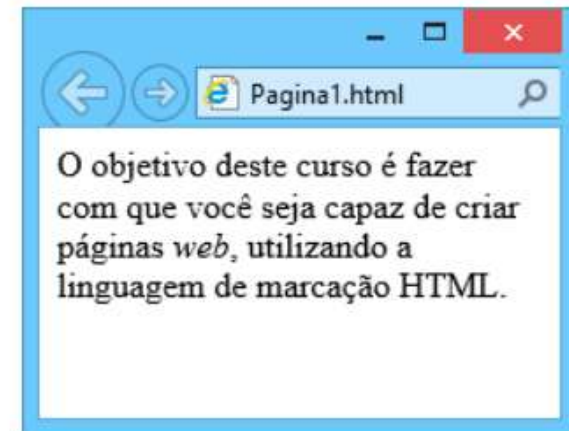 Pagina1.html
O objetivo deste curso é fazer
com que você seja capaz de criar
páginas web, utilizando a
linguagem de marcação HTML.